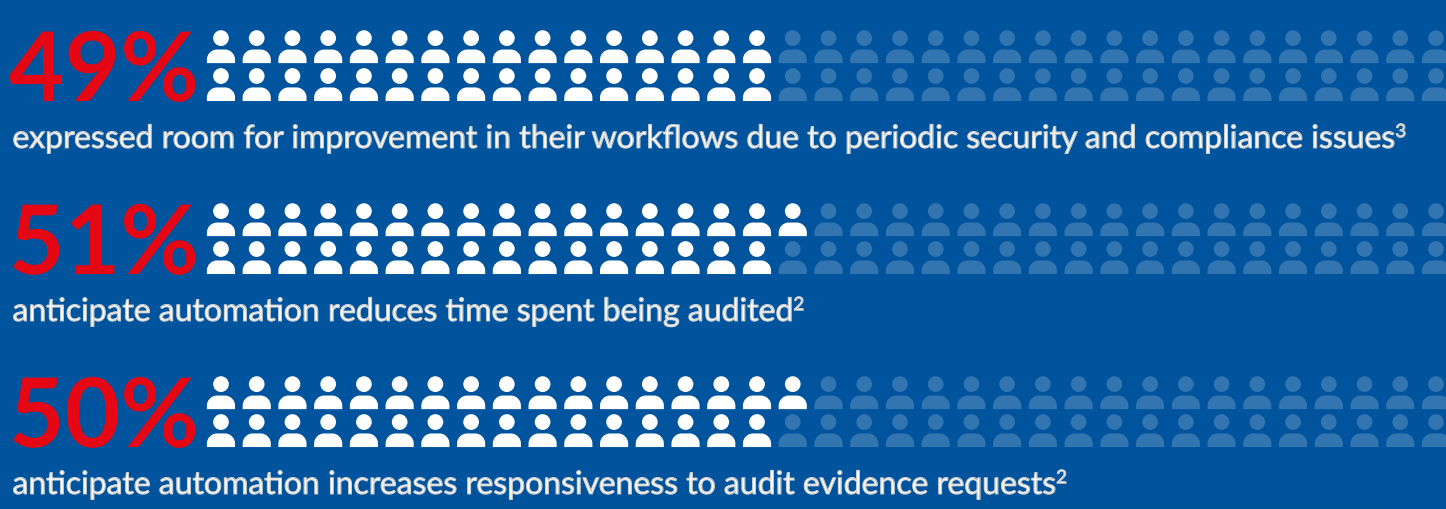 49%
expressed room for improvement in their workflows due to periodic security and compliance issues³
51%
anticipate automation reduces time spent being audited²
50%
anticipate automation increases responsiveness to audit evidence requests²